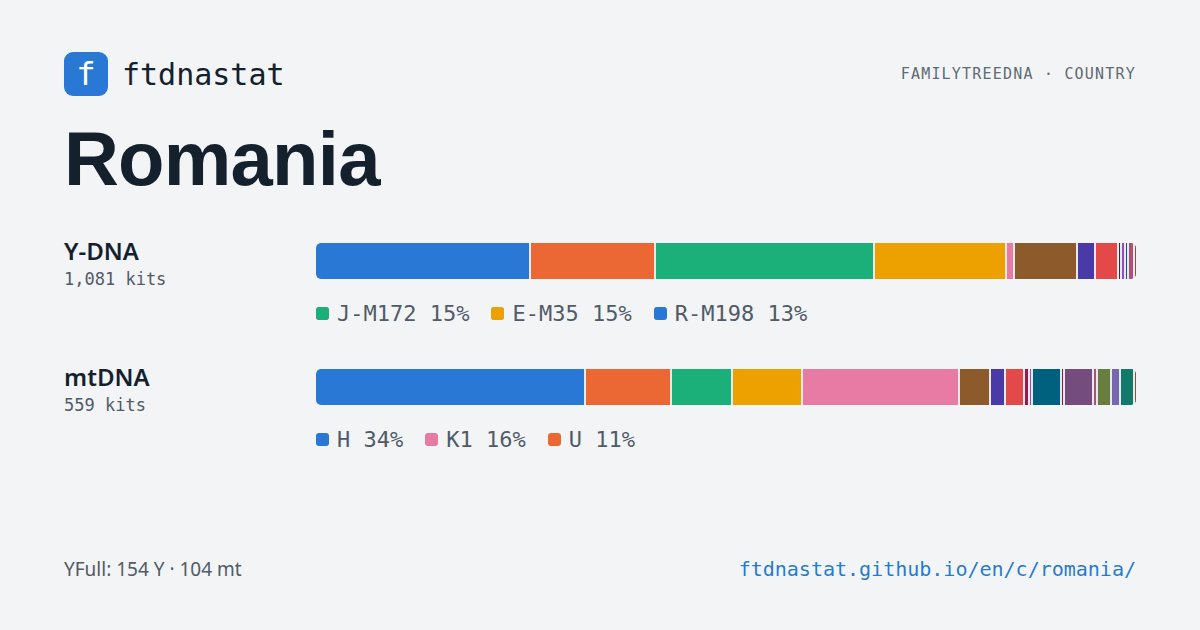 f ftdnastat
FAMILYTREEDNA · COUNTRY
Romania
Y-DNA
1,081 kits
J-M172 15% E-M35 15% R-M198 13%
mtDNA
559 kits
H 34% K1 16% U 11%
YFull: 154 Y · 104 mt
ftdnastat.github.io/en/c/romania/